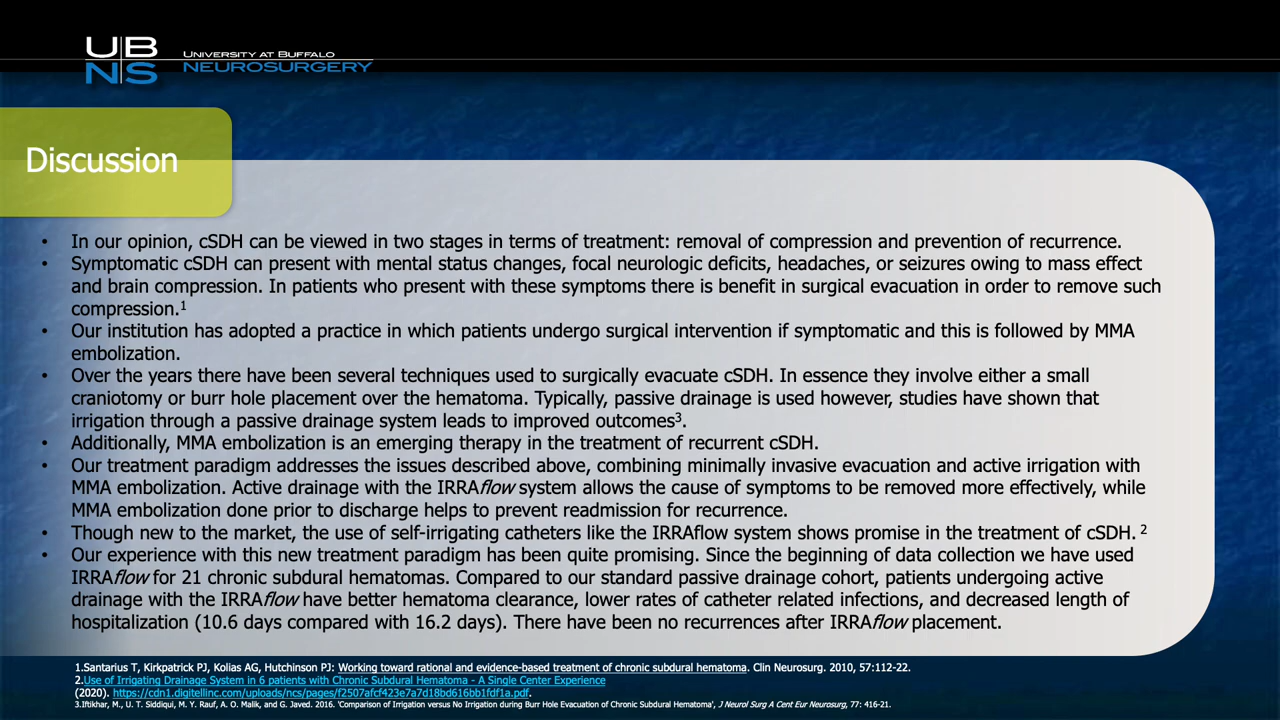 UB
NS
UNIVERSITY AT BUFFALO
NEUROSURGERY
Discussion
• In our opinion, cSDH can be viewed in two stages in terms of treatment: removal of compression and prevention of recurrence.
• Symptomatic cSDH can present with mental status changes, focal neurologic deficits, headaches, or seizures owing to mass effect
and brain compression. In patients who present with these symptoms there is benefit in surgical evacuation in order to remove such
compression.1
• Our institution has adopted a practice in which patients undergo surgical intervention if symptomatic and this is followed by MMA
embolization.
• Over the years there have been several techniques used to surgically evacuate cSDH. In essence they involve either a small
craniotomy or burr hole placement over the hematoma. Typically, passive drainage is used however, studies have shown that
irrigation through a passive drainage system leads to improved outcomes3.
• Additionally, MMA embolization is an emerging therapy in the treatment of recurrent cSDH.
• Our treatment paradigm addresses the issues described above, combining minimally invasive evacuation and active irrigation with
MMA embolization. Active drainage with the IRRAflow system allows the cause of symptoms to be removed more effectively, while
MMA embolization done prior to discharge helps to prevent readmission for recurrence.
• Though new to the market, the use of self-irrigating catheters like the IRRAflow system shows promise in the treatment of cSDH. 2
• Our experience with this new treatment paradigm has been quite promising. Since the beginning of data collection we have used
IRRAflow for 21 chronic subdural hematomas. Compared to our standard passive drainage cohort, patients undergoing active
drainage with the IRRAflow have better hematoma clearance, lower rates of catheter related infections, and decreased length of
hospitalization (10.6 days compared with 16.2 days). There have been no recurrences after IRRAflow placement.
1.Santarius T, Kirkpatrick PJ, Kolias AG, Hutchinson PJ: Working toward rational and evidence-based treatment of chronic subdural hematoma. Clin Neurosurg. 2010, 57:112-22.
2.Use of Irrigating Drainage System in 6 patients with Chronic Subdural Hematoma - A Single Center Experience
(2020). https://cdn1.digitellinc.com/uploads/ncs/pages/f2507afcf423e7a7d18bd616bb1fdf1a.pdf.
3.Iftikhar, M., U. T. Siddiqui, M. Y. Rauf, A. O. Malik, and G. Javed. 2016. 'Comparison of Irrigation versus No Irrigation during Burr Hole Evacuation of Chronic Subdural Hematoma', J Neurol Surg A Cent Eur Neurosurg, 77: 416-21.